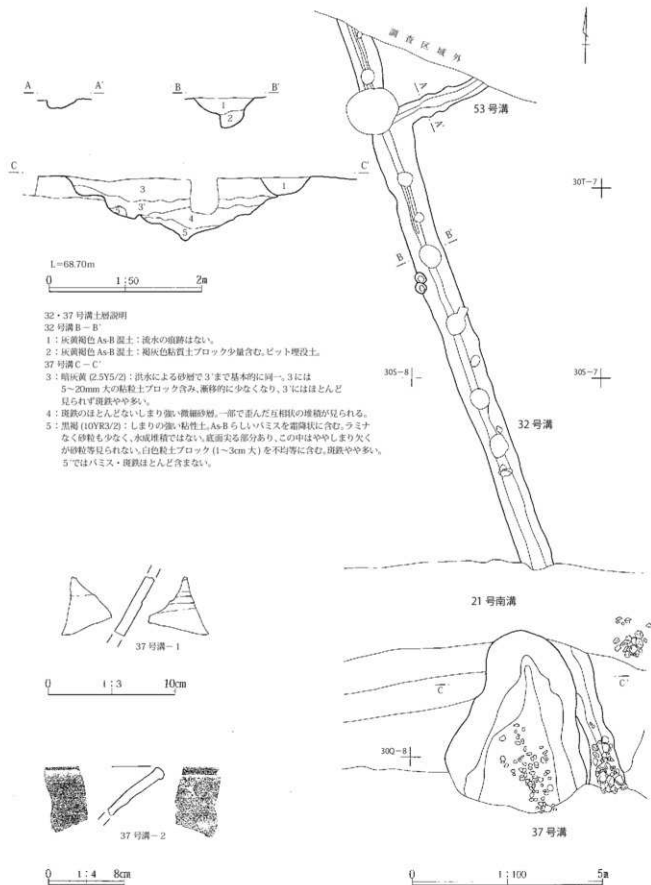 A A'
B B'
1
2
C C'
3
1
3'
4
5'
5
L=68.70m
0 1:50 2m
32・37号溝土層説明
32号溝B－B'
1：灰黄褐色As-B混土：流水の痕跡はない。
2：灰黄褐色As-B混土：褐灰色粘質土ブロック少量含む。ピット埋没土。
37号溝C－C'
3：暗灰黄(2.5Y5/2)：洪水による砂層で3'まで基本的に同一。3には
5～20mm大の粘粒土ブロック含み、漸移的に少なくなり、3'にはほとんど
見られず斑鉄やや多い。
4：斑鉄のほとんどないしまり強い微細砂層。一部で歪んだ互相状の堆積が見られる。
5：黒褐(10YR3/2)：しまりの強い粘性土。As-Bらしいパミスを霜降状に含む。ラミナ
なく砂粒も少なく、水成堆積ではない。底面尖る部分あり、この中はややしまり欠く
が砂粒等見られない。白色粒土ブロック(1～3cm大)を不均等に含む。斑鉄やや多い。
5'ではパミス・斑鉄ほとんど含まない。
37号溝－1
0 1:3 10cm
37号溝－2
0 1:4 8cm
調査区域外
A
A'
53号溝
30T-7
B
B'
30S-8
30S-7
32号溝
21号南溝
C
C'
30Q-8
37号溝
0 1:100 5m